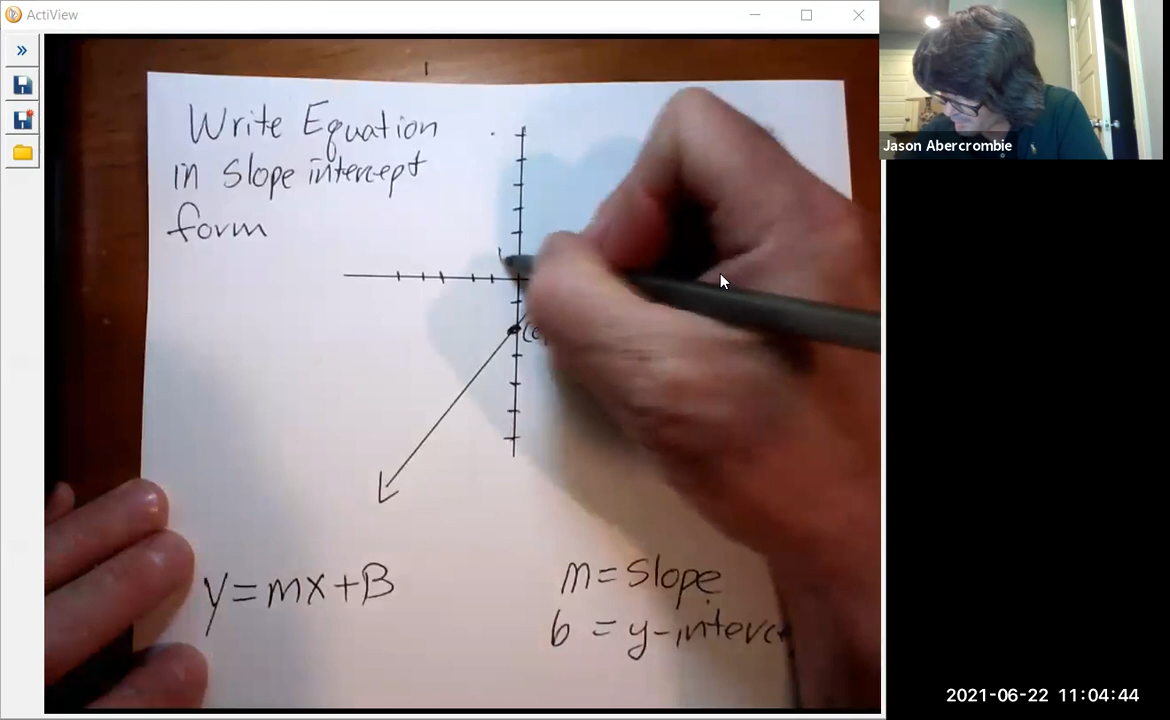 ActiView
Write Equation
in slope intercept
form
Jason Abercrombie
y=mx+B
m=slope
b = y-interc
2021-06-22 11:04:44